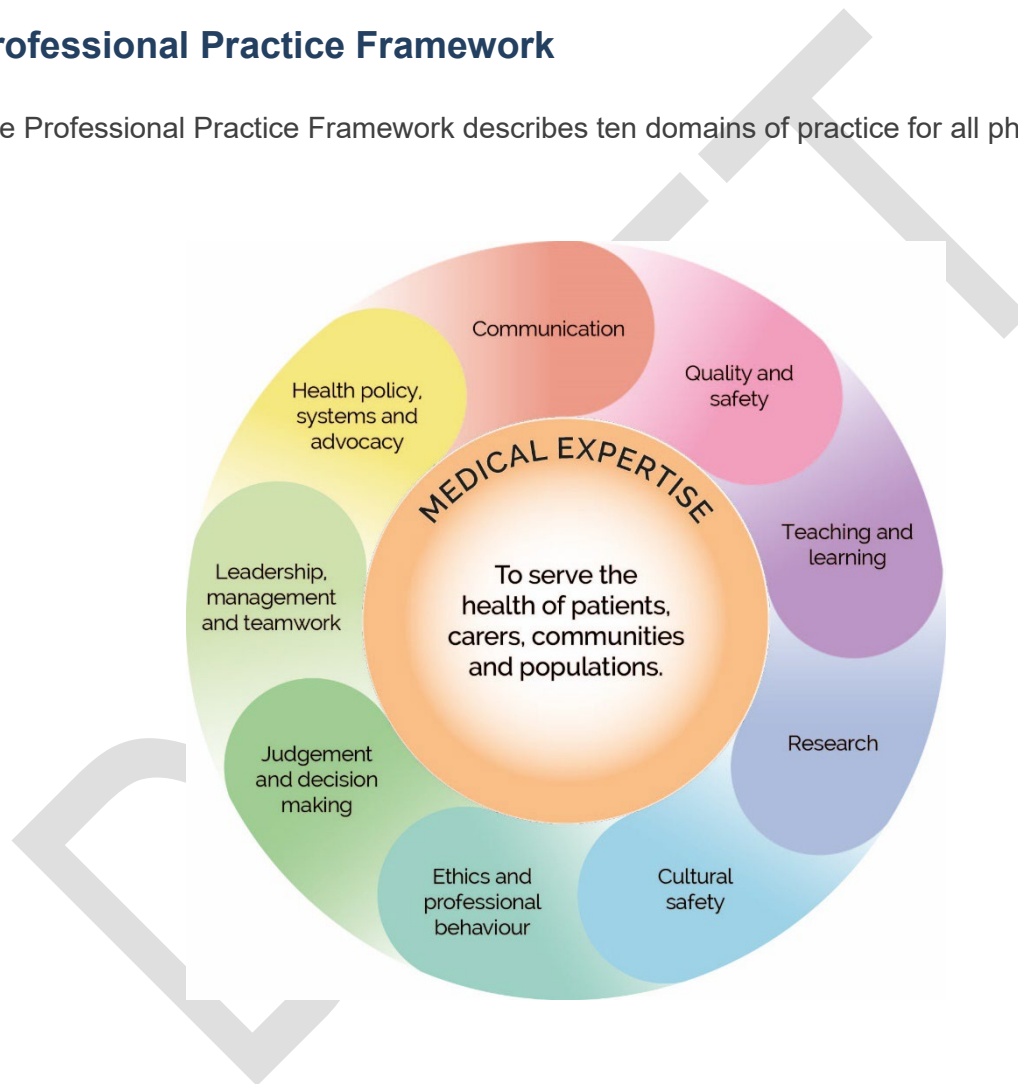 rofessional Practice Framework
e Professional Practice Framework describes ten domains of practice for all ph
Communication
Quality and
safety
Teaching and
learning
Research
Cultural
safety
Ethics and
professional
behaviour
Judgement
and decision
making
Leadership,
management
and teamwork
Health policy,
systems and
advocacy
MEDICAL EXPERTISE
To serve the
health of patients,
carers, communities
and populations.